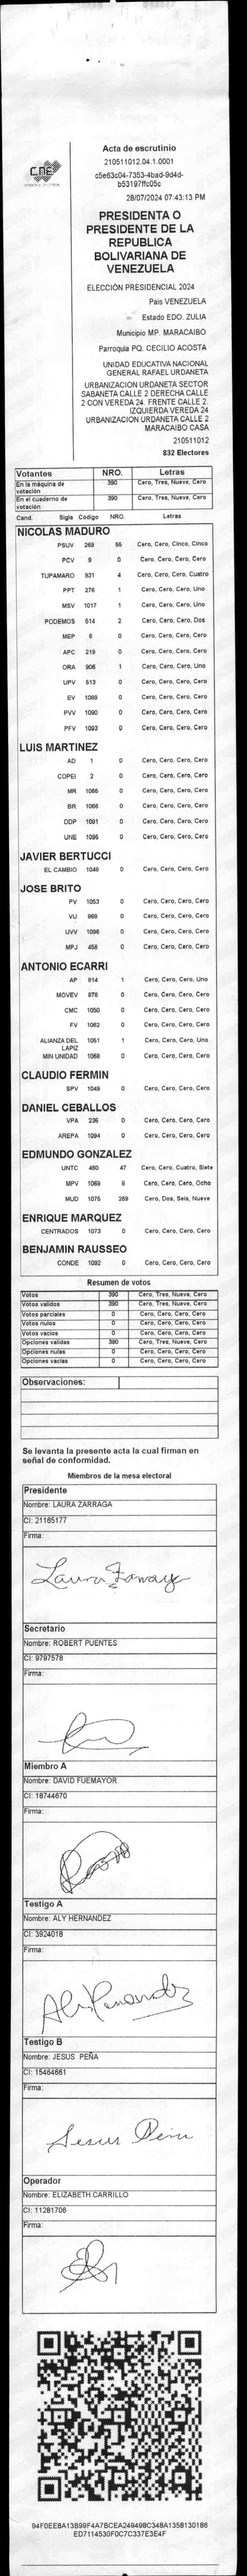 CNE
Acta de escrutinio
210511012.04.1.0001
c5e63c04-7353-4bad-9d4d-
b53197ffc05c
28/07/2024 07:43:13 PM
PRESIDENTA O
PRESIDENTE DE LA
REPUBLICA
BOLIVARIANA DE
VENEZUELA
ELECCIÓN PRESIDENCIAL 2024
Pais VENEZUELA
Estado EDO. ZULIA
Municipio MP. MARACAIBO
Parroquia PQ. CECILIO ACOSTA
UNIDAD EDUCATIVA NACIONAL
GENERAL RAFAEL URDANETA
URBANIZACION URDANETA SECTOR
SABANETA CALLE 2 DERECHA CALLE
2 CON VEREDA 24. FRENTE CALLE 2.
IZQUIERDA VEREDA 24
URBANIZACION URDANETA CALLE 2
MARACAIBO CASA
210511012
832 Electores
Votantes NRO. Letras
En la máquina de votación 390 Cero, Tres, Nueve, Cero
En el cuaderno de votación 390 Cero, Tres, Nueve, Cero
Cand. Sigla Código NRO. Letras
NICOLAS MADURO
PSUV 269 55 Cero, Cero, Cinco, Cinco
PCV 9 0 Cero, Cero, Cero, Cero
TUPAMARO 931 4 Cero, Cero, Cero, Cuatro
PPT 276 1 Cero, Cero, Cero, Uno
MSV 1017 1 Cero, Cero, Cero, Uno
PODEMOS 514 2 Cero, Cero, Cero, Dos
MEP 6 0 Cero, Cero, Cero, Cero
APC 219 0 Cero, Cero, Cero, Cero
ORA 906 1 Cero, Cero, Cero, Uno
UPV 513 0 Cero, Cero, Cero, Cero
EV 1089 0 Cero, Cero, Cero, Cero
PVV 1090 0 Cero, Cero, Cero, Cero
PFV 1093 0 Cero, Cero, Cero, Cero
LUIS MARTINEZ
AD 1 0 Cero, Cero, Cero, Cero
COPEI 2 0 Cero, Cero, Cero, Cero
MR 1065 0 Cero, Cero, Cero, Cero
BR 1066 0 Cero, Cero, Cero, Cero
DDP 1091 0 Cero, Cero, Cero, Cero
UNE 1095 0 Cero, Cero, Cero, Cero
JAVIER BERTUCCI
EL CAMBIO 1048 0 Cero, Cero, Cero, Cero
JOSE BRITO
PV 1053 0 Cero, Cero, Cero, Cero
VU 868 0 Cero, Cero, Cero, Cero
UVV 1096 0 Cero, Cero, Cero, Cero
MPJ 458 0 Cero, Cero, Cero, Cero
ANTONIO ECARRI
AP 814 1 Cero, Cero, Cero, Uno
MOVEV 878 0 Cero, Cero, Cero, Cero
CMC 1050 0 Cero, Cero, Cero, Cero
FV 1062 0 Cero, Cero, Cero, Cero
ALIANZA DEL LAPIZ 1051 1 Cero, Cero, Cero, Uno
MIN UNIDAD 1068 0 Cero, Cero, Cero, Cero
CLAUDIO FERMIN
SPV 1049 0 Cero, Cero, Cero, Cero
DANIEL CEBALLOS
VPA 236 0 Cero, Cero, Cero, Cero
AREPA 1094 0 Cero, Cero, Cero, Cero
EDMUNDO GONZALEZ
UNTC 460 47 Cero, Cero, Cuatro, Siete
MPV 1069 8 Cero, Cero, Cero, Ocho
MUD 1075 269 Cero, Dos, Seis, Nueve
ENRIQUE MARQUEZ
CENTRADOS 1073 0 Cero, Cero, Cero, Cero
BENJAMIN RAUSSEO
CONDE 1092 0 Cero, Cero, Cero, Cero
Resumen de votos
Votos 390 Cero, Tres, Nueve, Cero
Votos validos 390 Cero, Tres, Nueve, Cero
Votos parciales 0 Cero, Cero, Cero, Cero
Votos nulos 0 Cero, Cero, Cero, Cero
Votos vacios 0 Cero, Cero, Cero, Cero
Opciones validas 390 Cero, Tres, Nueve, Cero
Opciones nulas 0 Cero, Cero, Cero, Cero
Opciones vacias 0 Cero, Cero, Cero, Cero
Observaciones:
Se levanta la presente acta la cual firman en
señal de conformidad.
Miembros de la mesa electoral
Presidente
Nombre: LAURA ZARRAGA
CI: 21165177
Firma:
Secretario
Nombre: ROBERT PUENTES
CI: 9797578
Firma:
Miembro A
Nombre: DAVID FUEMAYOR
CI: 18744670
Firma:
Testigo A
Nombre: ALY HERNANDEZ
CI: 3924018
Firma:
Testigo B
Nombre: JESUS PEÑA
CI: 15464661
Firma:
Jesus Peña
Operador
Nombre: ELIZABETH CARRILLO
CI: 11281706
Firma:
94F0EE8A13B99F4A7BCEA249498C348A1358130186
ED7114530F0C7C337E3E4F